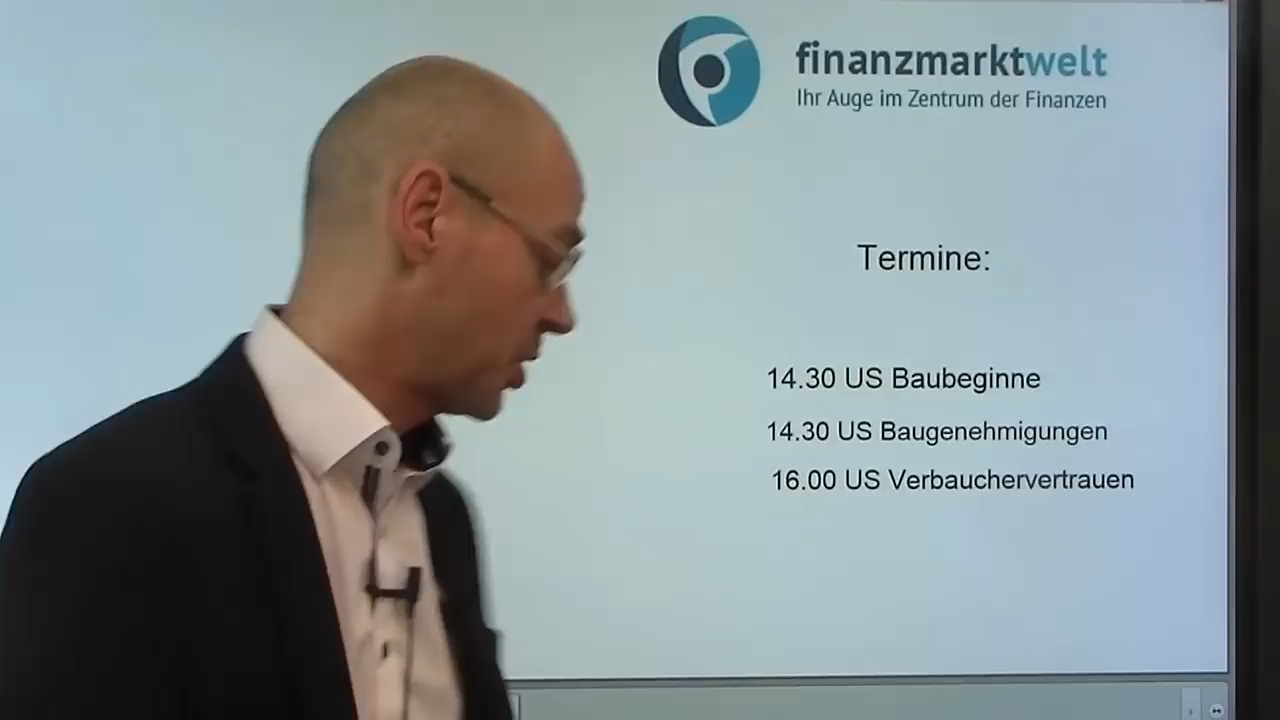 finanzmarktwelt
Ihr Auge im Zentrum der Finanzen
Termine:
14.30 US Baubeginne
14.30 US Baugenehmigungen
16.00 US Verbauchervertrauen